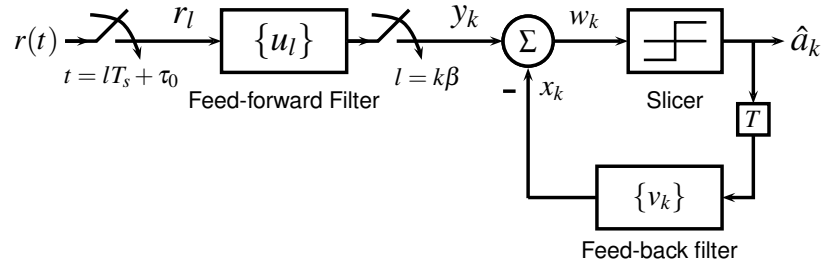 r(t)
r_l
{u_l}
y_k
Σ
w_k
â_k
t = lT_s + τ_0
Feed-forward Filter
l = kβ
-
x_k
Slicer
T
{v_k}
Feed-back filter